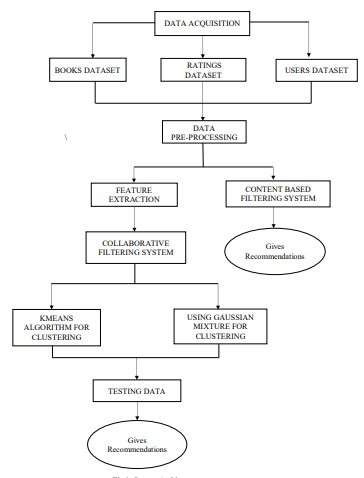 DATA ACQUISITION
BOOKS DATASET
RATINGS
DATASET
USERS DATASET
\
DATA
PRE-PROCESSING
FEATURE
EXTRACTION
CONTENT BASED
FILTERING SYSTEM
COLLABORATIVE
FILTERING SYSTEM
Gives
Recommendations
KMEANS
ALGORITHM FOR
CLUSTERING
USING GAUSSIAN
MIXTURE FOR
CLUSTERING
TESTING DATA
Gives
Recommendations